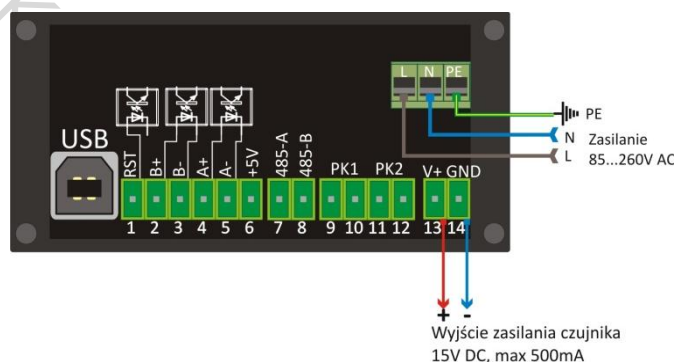 L N PE
PE
N Zasilanie
L 85...260V AC
USB
RST B+ B- A+ A- +5V 485-A 485-B PK1 PK2 V+ GND
1 2 3 4 5 6 7 8 9 10 11 12 13 14
+ -
Wyjście zasilania czujnika
15V DC, max 500mA